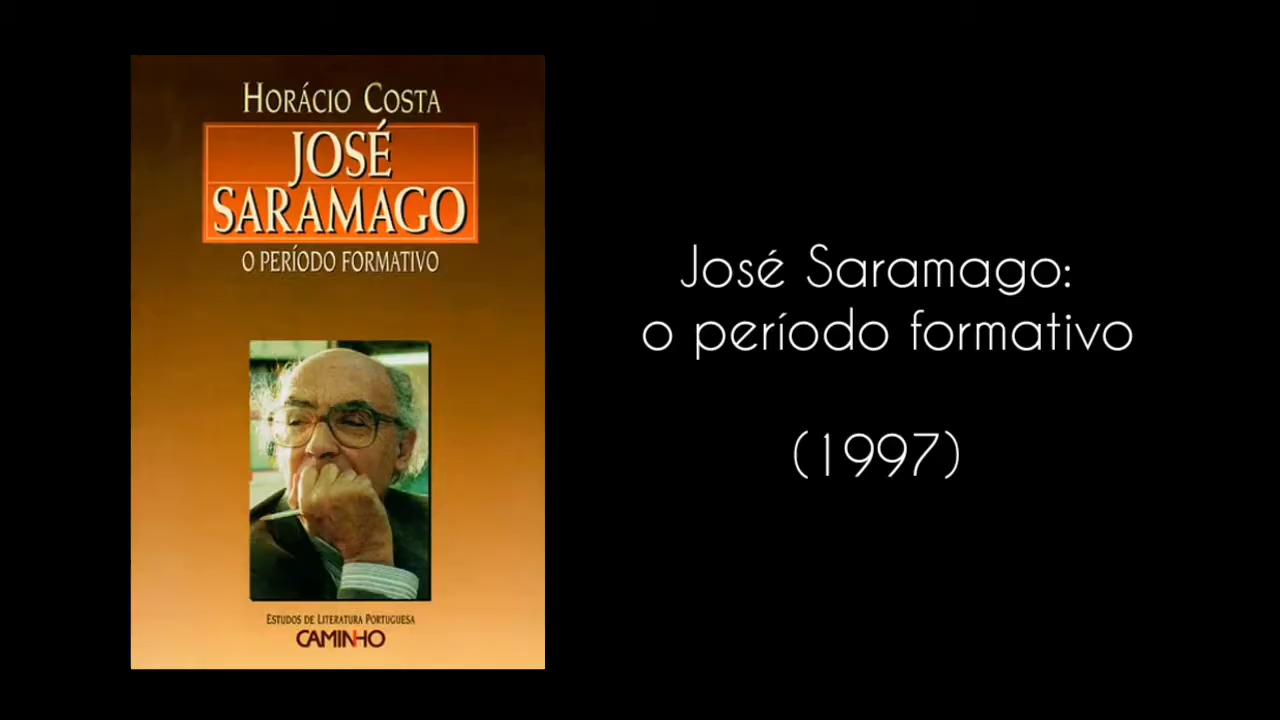 HORÁCIO COSTA
JOSÉ
SARAMAGO
O PERÍODO FORMATIVO
ESTUDOS DE LITERATURA PORTUGUESA
CAMINHO
José Saramago:
o período formativo
(1997)